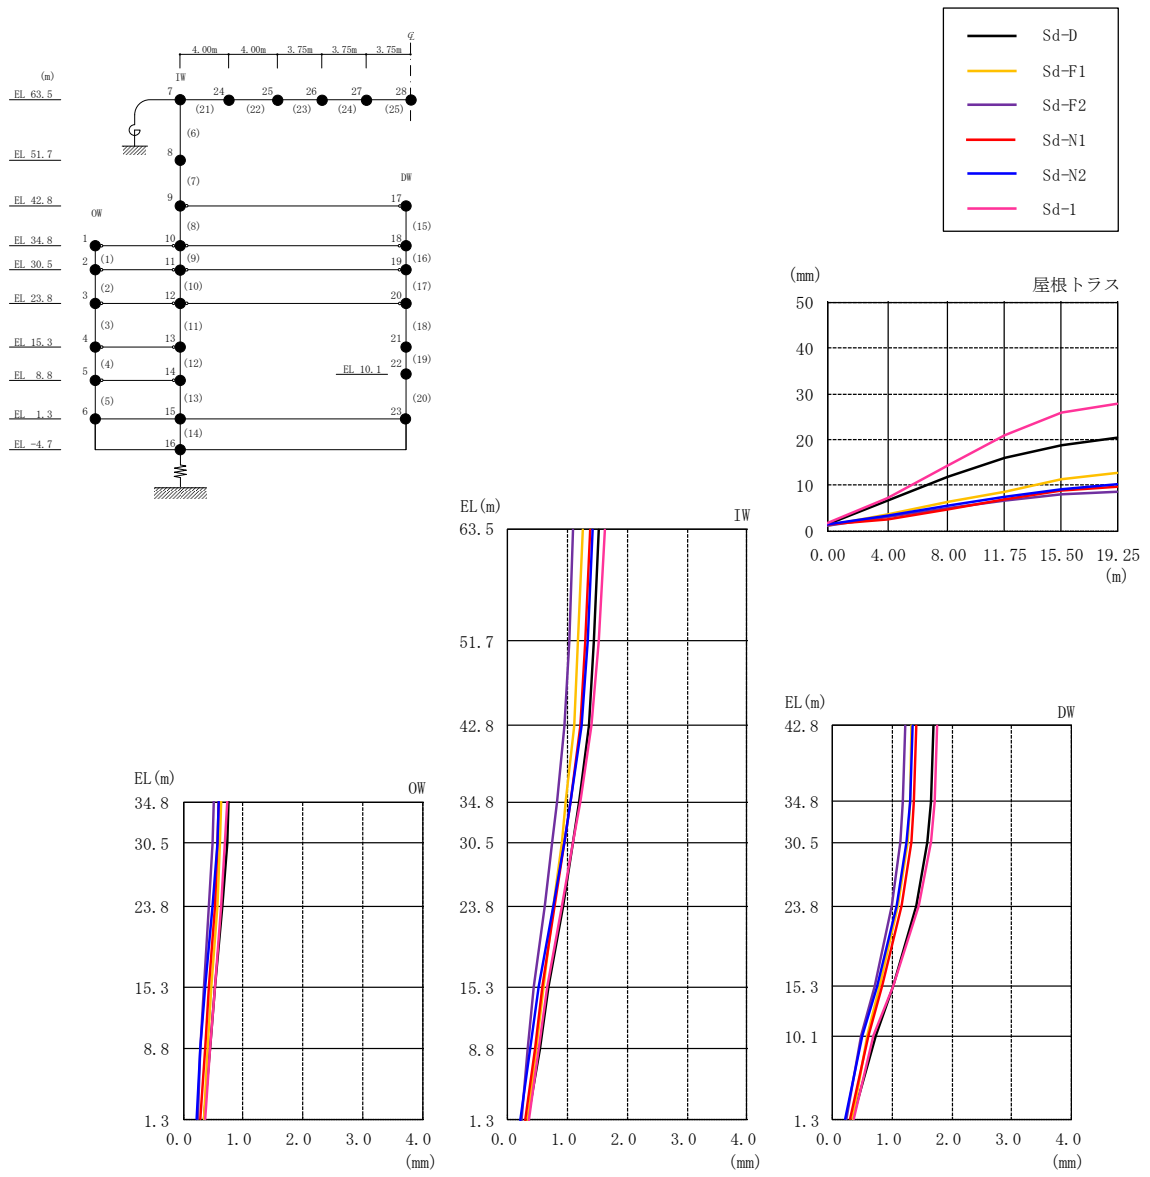 4.00m 4.00m 3.75m 3.75m 3.75m ℄
(m)
IW
EL 63.5 7 24 25 26 27 28
(21) (22) (23) (24) (25)
(6)
EL 51.7 8
(7)
DW
EL 42.8 9 17
OW
(8) (15)
EL 34.8 1 10 18
(1) (9) (16)
EL 30.5 2 11 19
(2) (10) (17)
EL 23.8 3 12 20
(3) (11) (18)
EL 15.3 4 13 21
(4) (12) (19)
EL 10.1 22
EL 8.8 5 14
(5) (13) (20)
EL 1.3 6 15 23
(14)
EL -4.7 16
Sd-D
Sd-F1
Sd-F2
Sd-N1
Sd-N2
Sd-1
(mm)
屋根トラス
50
40
30
20
10
0
0.00 4.00 8.00 11.75 15.50 19.25
(m)
EL(m)
OW
34.8
30.5
23.8
15.3
8.8
1.3
0.0 1.0 2.0 3.0 4.0
(mm)
EL(m)
IW
63.5
51.7
42.8
34.8
30.5
23.8
15.3
8.8
1.3
0.0 1.0 2.0 3.0 4.0
(mm)
EL(m)
DW
42.8
34.8
30.5
23.8
15.3
10.1
1.3
0.0 1.0 2.0 3.0 4.0
(mm)